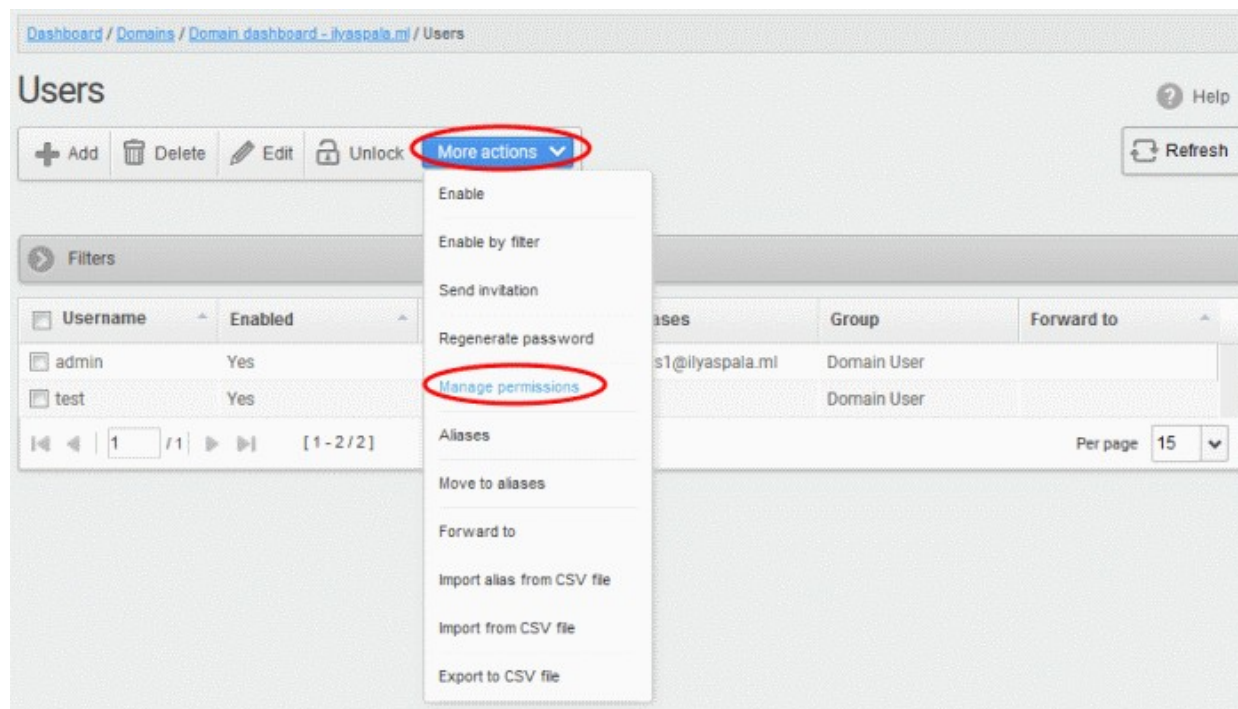 Dashboard / Domains / Domain dashboard - ilyaspala.ml / Users
Users
Help
Add Delete Edit Unlock More actions
Refresh
Enable
Enable by filter
Filters
Send invitation
Username Enabled ases Group Forward to
Regenerate password
admin Yes s1@ilyaspala.ml Domain User
Manage permissions
test Yes Domain User
1 / 1 [1 - 2 / 2] Aliases Per page 15
Move to aliases
Forward to
Import alias from CSV file
Import from CSV file
Export to CSV file